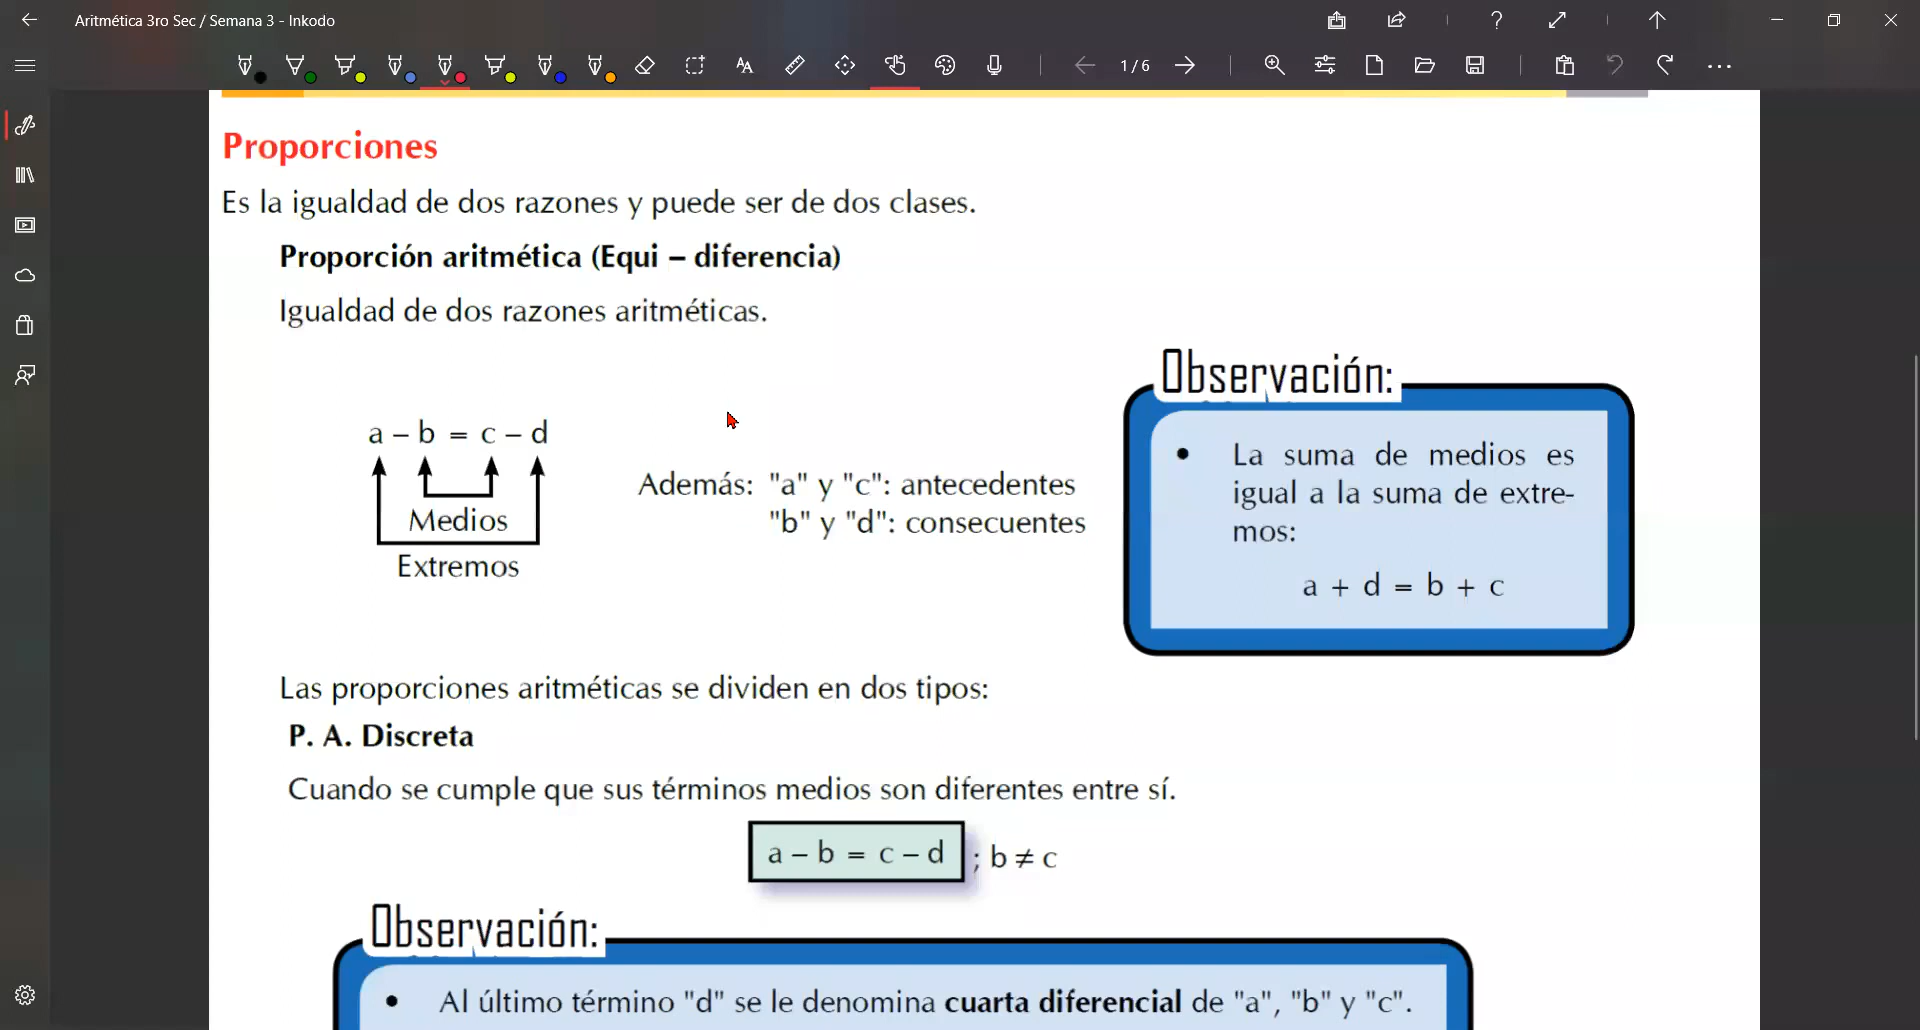 Aritmética 3ro Sec / Semana 3 - Inkodo
1 / 6
Proporciones
Es la igualdad de dos razones y puede ser de dos clases.
Proporción aritmética (Equi – diferencia)
Igualdad de dos razones aritméticas.
a – b = c – d
Medios
Extremos
Además: "a" y "c": antecedentes
"b" y "d": consecuentes
Observación:
• La suma de medios es
igual a la suma de extre-
mos:
a + d = b + c
Las proporciones aritméticas se dividen en dos tipos:
P. A. Discreta
Cuando se cumple que sus términos medios son diferentes entre sí.
a – b = c – d ; b ≠ c
Observación:
• Al último término "d" se le denomina cuarta diferencial de "a", "b" y "c".